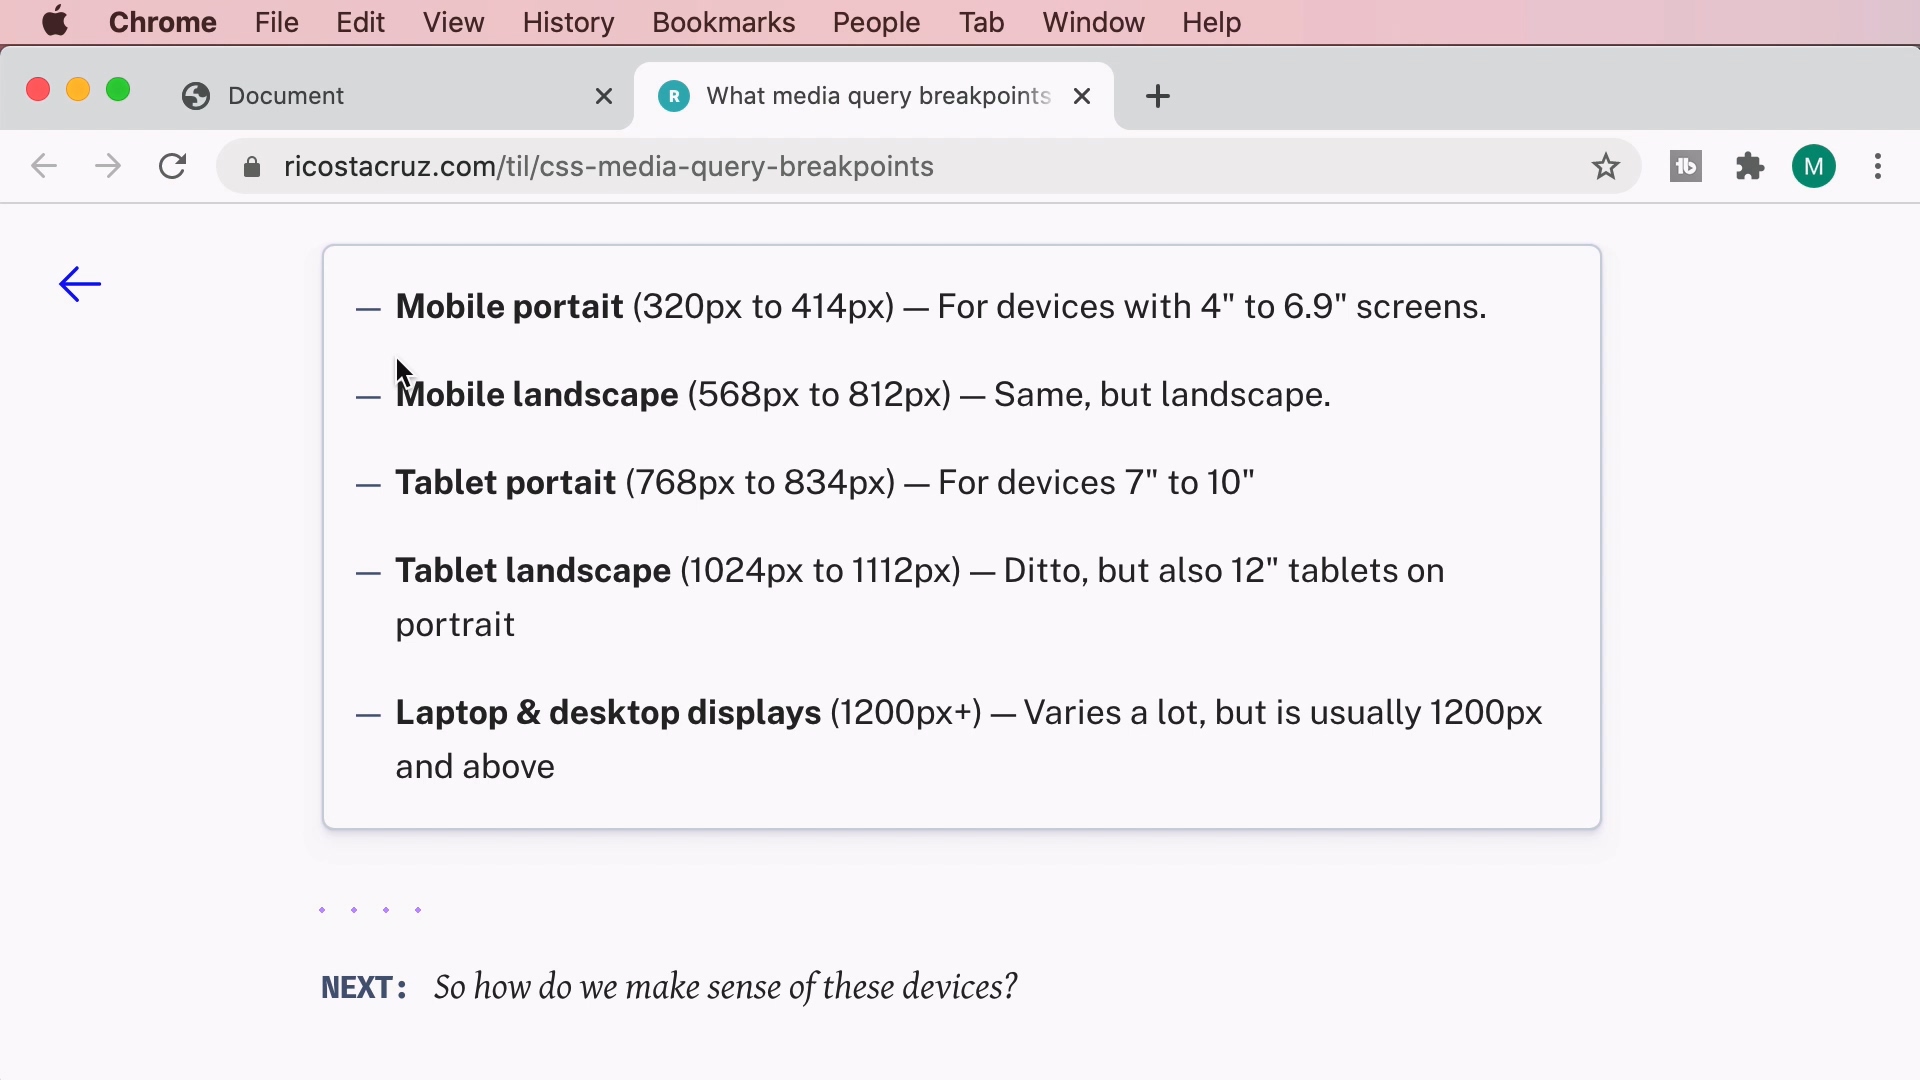 Chrome File Edit View History Bookmarks People Tab Window Help
Document
R What media query breakpoints
ricostacruz.com/til/css-media-query-breakpoints
tb
M
— Mobile portait (320px to 414px) — For devices with 4" to 6.9" screens.
— Mobile landscape (568px to 812px) — Same, but landscape.
— Tablet portait (768px to 834px) — For devices 7" to 10"
— Tablet landscape (1024px to 1112px) — Ditto, but also 12" tablets on
portrait
— Laptop & desktop displays (1200px+) — Varies a lot, but is usually 1200px
and above
NEXT: So how do we make sense of these devices?